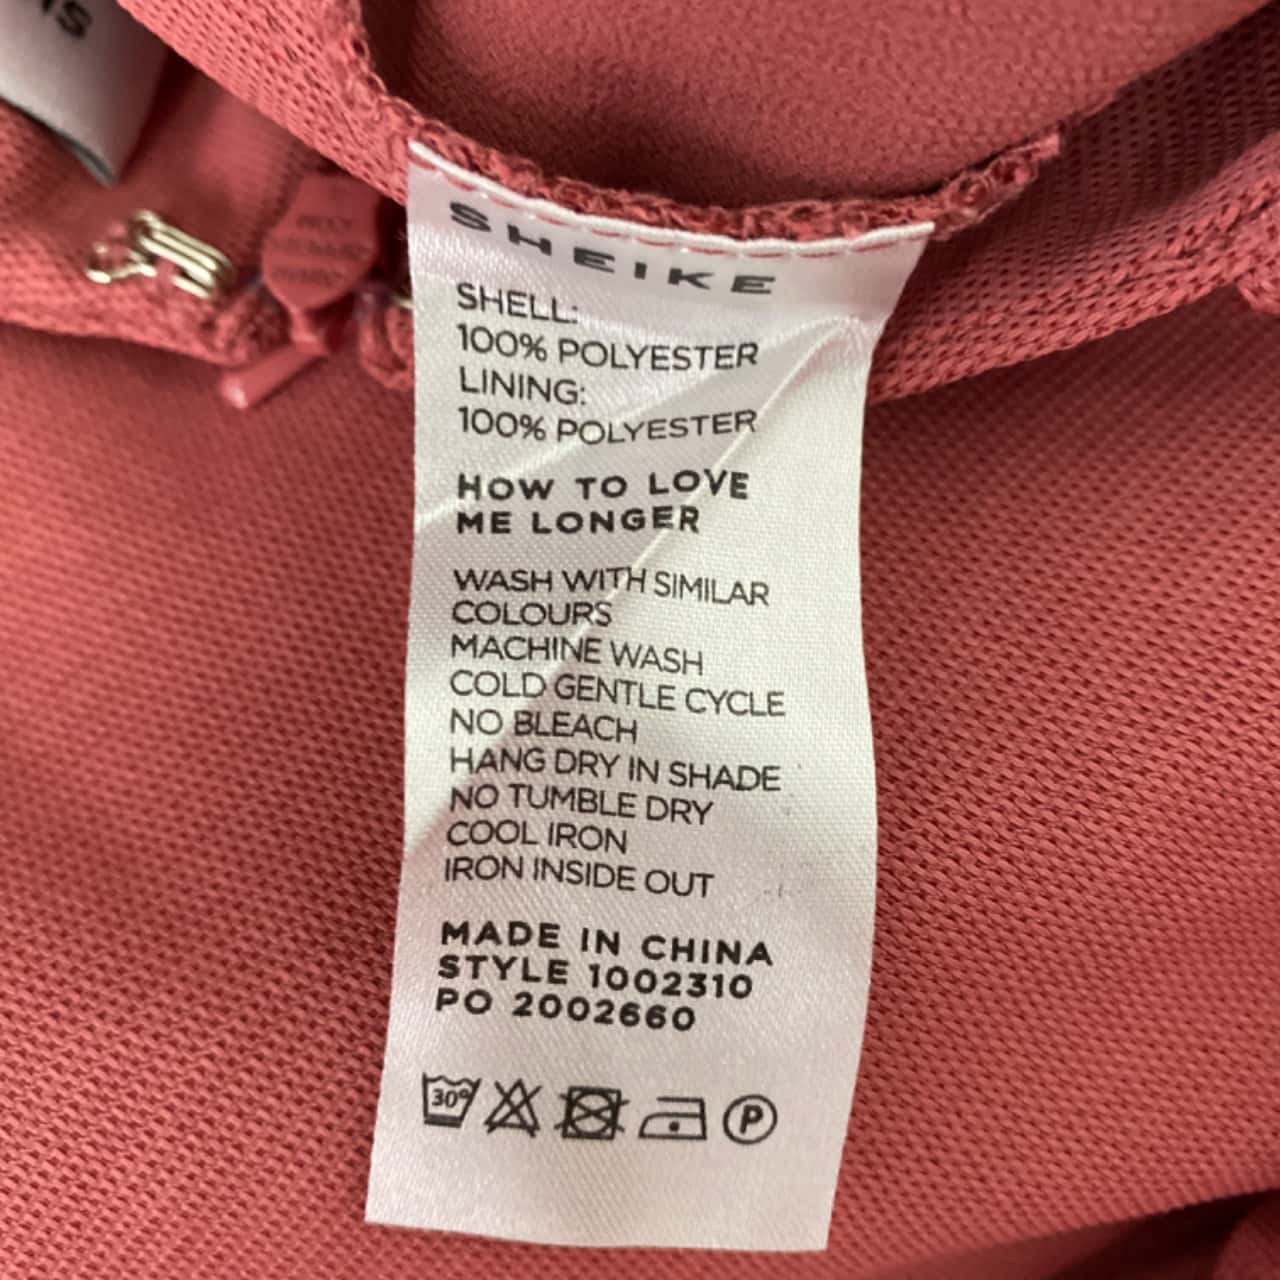 SHEIKE
SHELL:
100% POLYESTER
LINING:
100% POLYESTER
HOW TO LOVE
ME LONGER
WASH WITH SIMILAR
COLOURS
MACHINE WASH
COLD GENTLE CYCLE
NO BLEACH
HANG DRY IN SHADE
NO TUMBLE DRY
COOL IRON
IRON INSIDE OUT
MADE IN CHINA
STYLE 1002310
PO 2002660
30°
P